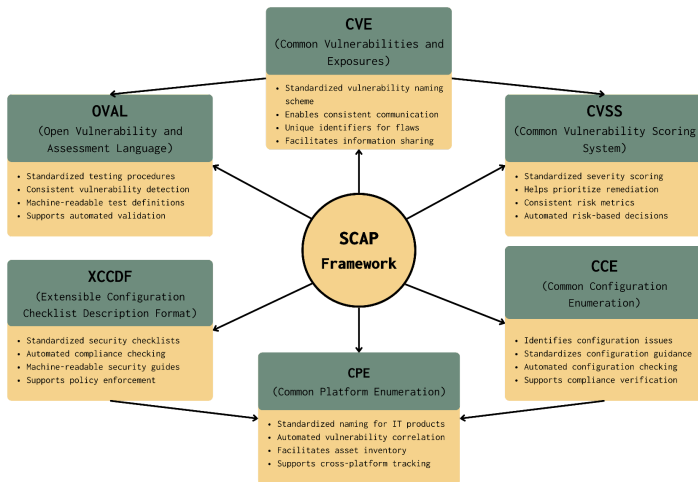 CVE
(Common Vulnerabilities and
Exposures)
• Standardized vulnerability naming
scheme
• Enables consistent communication
• Unique identifiers for flaws
• Facilitates information sharing
OVAL
(Open Vulnerability and
Assessment Language)
• Standardized testing procedures
• Consistent vulnerability detection
• Machine-readable test definitions
• Supports automated validation
CVSS
(Common Vulnerability Scoring
System)
• Standardized severity scoring
• Helps prioritize remediation
• Consistent risk metrics
• Automated risk-based decisions
SCAP
Framework
XCCDF
(Extensible Configuration
Checklist Description Format)
• Standardized security checklists
• Automated compliance checking
• Machine-readable security guides
• Supports policy enforcement
CCE
(Common Configuration
Enumeration)
• Identifies configuration issues
• Standardizes configuration guidance
• Automated configuration checking
• Supports compliance verification
CPE
(Common Platform Enumeration)
• Standardized naming for IT products
• Automated vulnerability correlation
• Facilitates asset inventory
• Supports cross-platform tracking